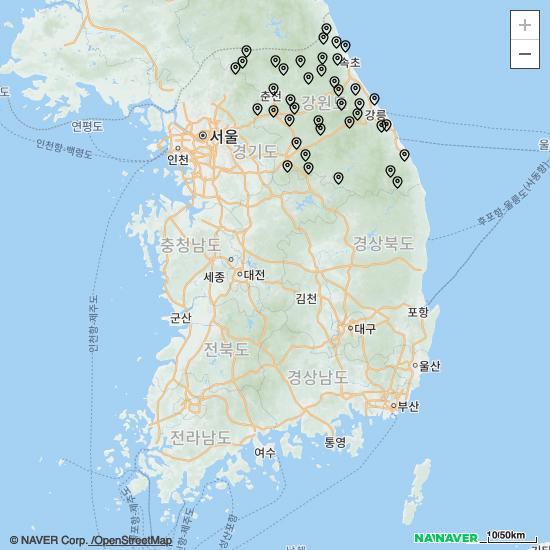 +
−
속초
춘천
강원
강릉
연평도
서울
경기도
인천
인천항-백령도
울
후포항-울릉도(사동항)
충청남도
경상북도
세종
대전
김천
군산
포항
인천항-제주도
전북도
대구
경상남도
울산
부산
전라남도
여수
통영
© NAVER Corp. /OpenStreetMap
NAVER
10/50km